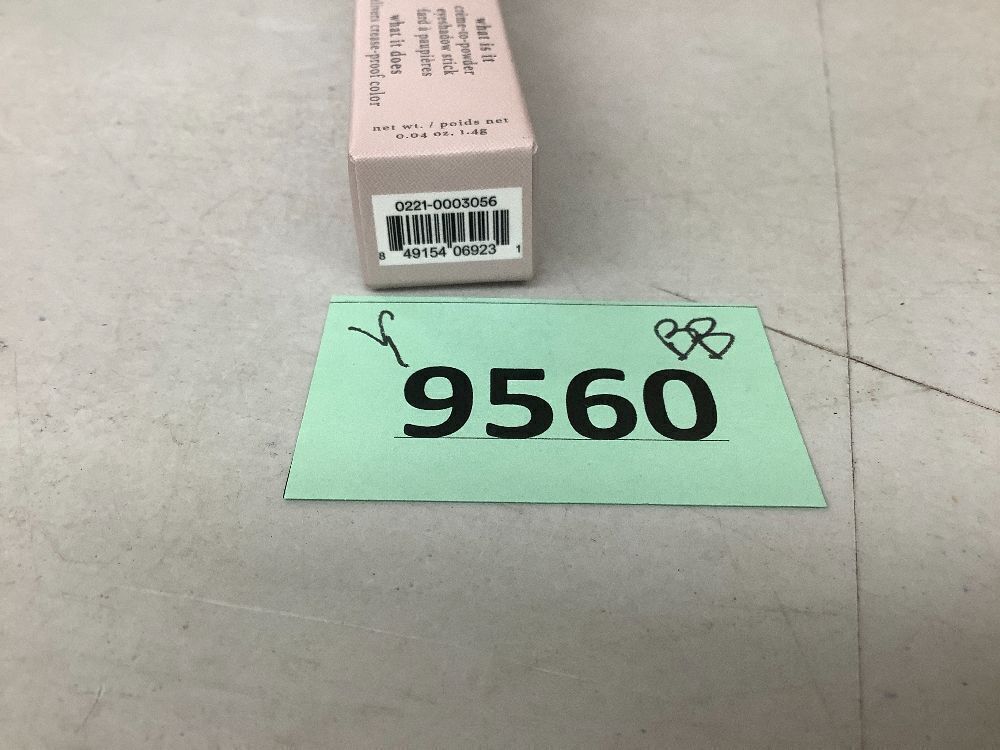 what is it
crème-to-powder
eyeshadow stick
fard à paupières
what it does
crease-proof color
net wt. / poids net
0.04 oz. 1.4g
0221-0003056
8 49154 06923 1
BB
9560